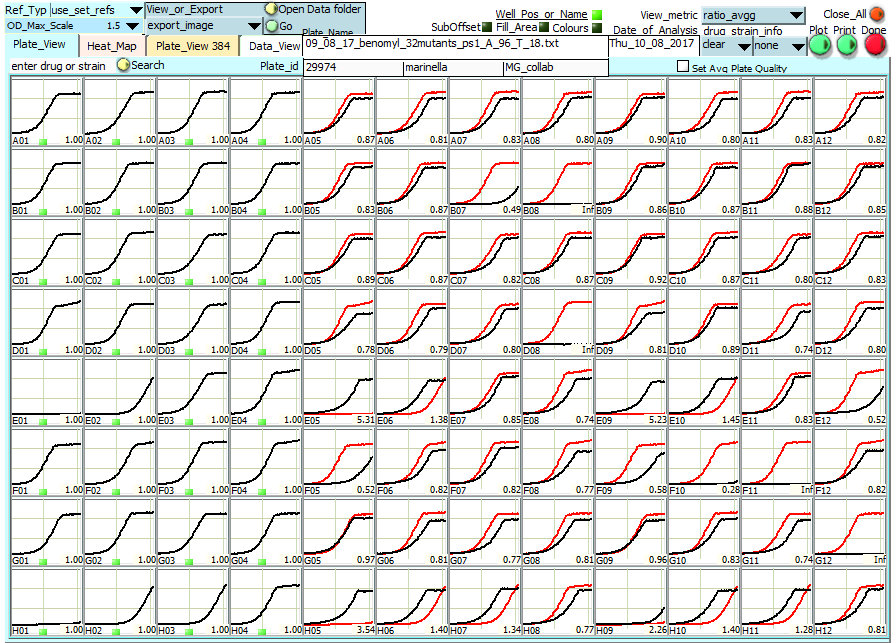 Ref_Typ use_set_refs View_or_Export Open Data folder
OD_Max_Scale 1.5 export_image Go Plate_Name
SubOffset Well_Pos_or_Name Fill_Area Colours
View_metric ratio_avgg Close_All
Date_of_Analysis drug_strain_info Plot Print Done
Plate_View Heat_Map Plate_View 384 Data_View 09_08_17_benomyl_32mutants_ps1_A_96_T_18.txt Thu_10_08_2017 clear none
enter drug or strain Search Plate_id 29974 marinella MG_collab Set Avg Plate Quality
A01 1.00 A02 1.00 A03 1.00 A04 1.00 A05 0.87 A06 0.81 A07 0.83 A08 0.80 A09 0.90 A10 0.80 A11 0.83 A12 0.82
B01 1.00 B02 1.00 B03 1.00 B04 1.00 B05 0.83 B06 0.87 B07 0.49 B08 Inf B09 0.86 B10 0.87 B11 0.88 B12 0.85
C01 1.00 C02 1.00 C03 1.00 C04 1.00 C05 0.89 C06 0.87 C07 0.82 C08 0.87 C09 0.92 C10 0.87 C11 0.80 C12 0.83
D01 1.00 D02 1.00 D03 1.00 D04 1.00 D05 0.78 D06 0.79 D07 0.80 D08 Inf D09 0.81 D10 0.89 D11 0.74 D12 0.80
E01 1.00 E02 1.00 E03 1.00 E04 1.00 E05 5.31 E06 1.38 E07 0.85 E08 0.74 E09 5.23 E10 1.45 E11 0.83 E12 0.52
F01 1.00 F02 1.00 F03 1.00 F04 1.00 F05 0.52 F06 0.82 F07 0.82 F08 0.77 F09 0.58 F10 0.28 F11 Inf F12 0.82
G01 1.00 G02 1.00 G03 1.00 G04 1.00 G05 0.97 G06 0.81 G07 0.77 G08 0.81 G09 0.96 G10 0.83 G11 0.74 G12 Inf
H01 1.00 H02 1.00 H03 1.00 H04 1.00 H05 3.54 H06 1.40 H07 1.34 H08 0.77 H09 2.26 H10 1.40 H11 1.28 H12 0.81